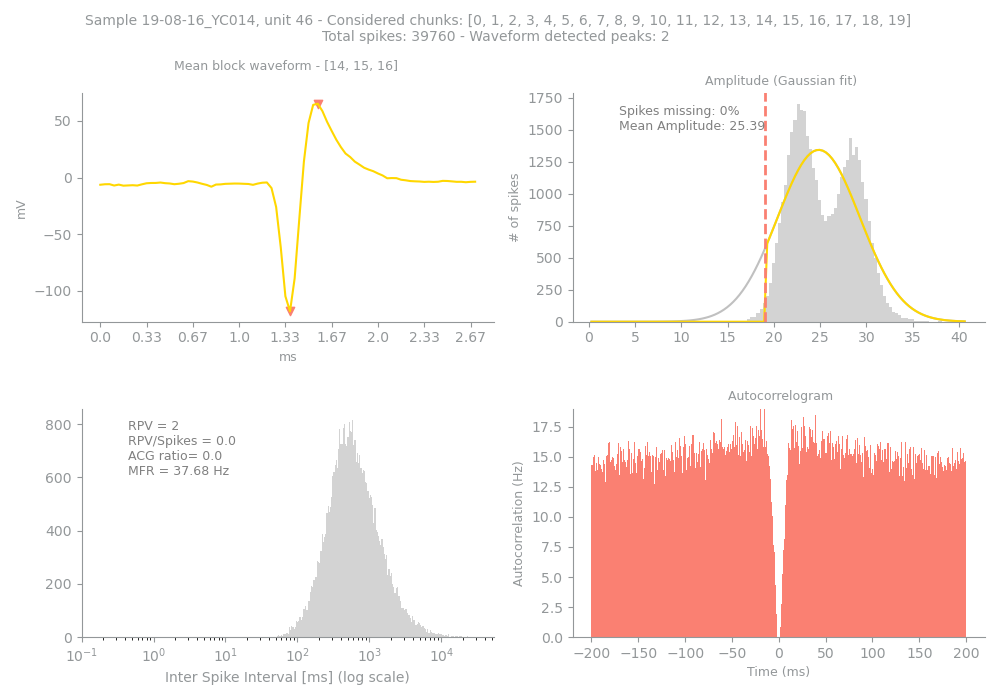 Sample 19-08-16_YC014, unit 46 - Considered chunks: [0, 1, 2, 3, 4, 5, 6, 7, 8, 9, 10, 11, 12, 13, 14, 15, 16, 17, 18, 19]
Total spikes: 39760 - Waveform detected peaks: 2
Mean block waveform - [14, 15, 16]
mV
50
0
−50
−100
0.0 0.33 0.67 1.0 1.33 1.67 2.0 2.33 2.67
ms
Amplitude (Gaussian fit)
Spikes missing: 0%
Mean Amplitude: 25.39
# of spikes
1750
1500
1250
1000
750
500
250
0
0 5 10 15 20 25 30 35 40
RPV = 2
RPV/Spikes = 0.0
ACG ratio= 0.0
MFR = 37.68 Hz
800
600
400
200
0
10⁻¹ 10⁰ 10¹ 10² 10³ 10⁴
Inter Spike Interval [ms] (log scale)
Autocorrelogram
Autocorrelation (Hz)
17.5
15.0
12.5
10.0
7.5
5.0
2.5
0.0
−200 −150 −100 −50 0 50 100 150 200
Time (ms)